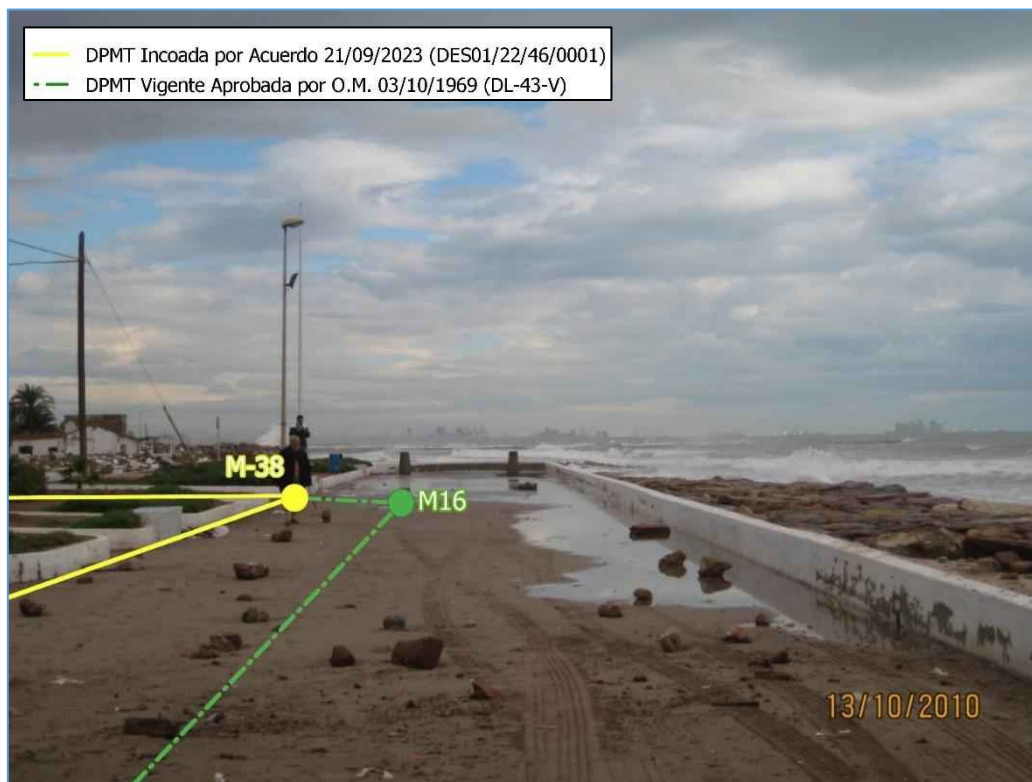 DPMT Incoada por Acuerdo 21/09/2023 (DES01/22/46/0001)
DPMT Vigente Aprobada por O.M. 03/10/1969 (DL-43-V)
M-38
M16
13/10/2010